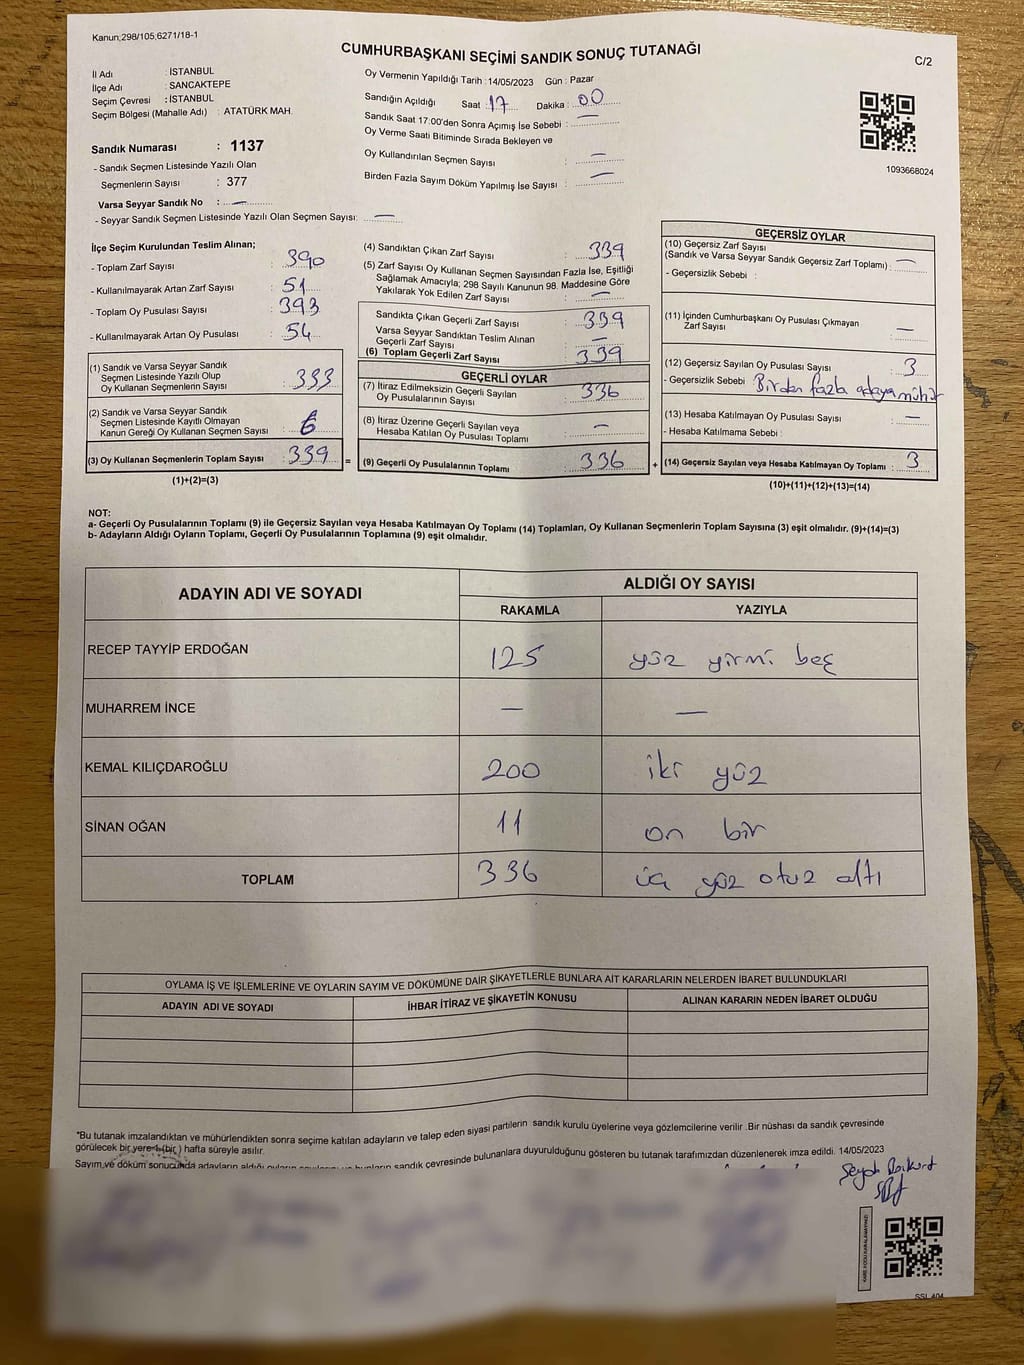 Kanun;298/105;6271/18-1
CUMHURBAŞKANI SEÇİMİ SANDIK SONUÇ TUTANAĞI
C/2
İl Adı : İSTANBUL
İlçe Adı : SANCAKTEPE
Seçim Çevresi : İSTANBUL
Seçim Bölgesi (Mahalle Adı) : ATATÜRK MAH.
Oy Vermenin Yapıldığı Tarih :14/05/2023 Gün : Pazar
Sandığın Açıldığı Saat :17 Dakika : 00
Sandık Saat 17:00'den Sonra Açımış İse Sebebi : —
Oy Verme Saati Bitiminde Sırada Bekleyen ve
Oy Kullandırılan Seçmen Sayısı : —
Birden Fazla Sayım Döküm Yapılmış İse Sayısı : —
1093668024
Sandık Numarası : 1137
- Sandık Seçmen Listesinde Yazılı Olan
Seçmenlerin Sayısı : 377
Varsa Seyyar Sandık No : —
- Seyyar Sandık Seçmen Listesinde Yazılı Olan Seçmen Sayısı: —
İlçe Seçim Kurulundan Teslim Alınan;
- Toplam Zarf Sayısı : 390
- Kullanılmayarak Artan Zarf Sayısı : 51
- Toplam Oy Pusulası Sayısı : 393
- Kullanılmayarak Artan Oy Pusulası : 54
(1) Sandık ve Varsa Seyyar Sandık
Seçmen Listesinde Yazılı Olup
Oy Kullanan Seçmenlerin Sayısı : 333
(2) Sandık ve Varsa Seyyar Sandık
Seçmen Listesinde Kayıtlı Olmayan
Kanun Gereği Oy Kullanan Seçmen Sayısı : 6
(3) Oy Kullanan Seçmenlerin Toplam Sayısı : 339 =
(1)+(2)=(3)
(4) Sandıktan Çıkan Zarf Sayısı : 339
(5) Zarf Sayısı Oy Kullanan Seçmen Sayısından Fazla İse, Eşitliği
Sağlamak Amacıyla; 298 Sayılı Kanunun 98. Maddesine Göre
Yakılarak Yok Edilen Zarf Sayısı : —
Sandıkta Çıkan Geçerli Zarf Sayısı : 339
Varsa Seyyar Sandıktan Teslim Alınan
Geçerli Zarf Sayısı : —
(6) Toplam Geçerli Zarf Sayısı : 339
GEÇERLİ OYLAR
(7) İtiraz Edilmeksizin Geçerli Sayılan
Oy Pusulalarının Sayısı : 336
(8) İtiraz Üzerine Geçerli Sayılan veya
Hesaba Katılan Oy Pusulaları Toplamı : —
(9) Geçerli Oy Pusulalarının Toplamı : 336 +
GEÇERSİZ OYLAR
(10) Geçersiz Zarf Sayısı
(Sandık ve Varsa Seyyar Sandık Geçersiz Zarf Toplamı) : —
- Geçersizlik Sebebi :
(11) İçinden Cumhurbaşkanı Oy Pusulası Çıkmayan
Zarf Sayısı : —
(12) Geçersiz Sayılan Oy Pusulası Sayısı : 3
- Geçersizlik Sebebi : Birden fazla adaya mühür
(13) Hesaba Katılmayan Oy Pusulası Sayısı : —
- Hesaba Katılmama Sebebi :
(14) Geçersiz Sayılan veya Hesaba Katılmayan Oy Toplamı : 3
(10)+(11)+(12)+(13)=(14)
NOT:
a- Geçerli Oy Pusulalarının Toplamı (9) ile Geçersiz Sayılan veya Hesaba Katılmayan Oy Toplamı (14) Toplamları, Oy Kullanan Seçmenlerin Toplam Sayısına (3) eşit olmalıdır. (9)+(14)=(3)
b- Adayların Aldığı Oyların Toplamı, Geçerli Oy Pusulalarının Toplamına (9) eşit olmalıdır.
ADAYIN ADI VE SOYADI ALDIĞI OY SAYISI
RAKAMLA YAZIYLA
RECEP TAYYİP ERDOĞAN 125 yüz yirmi beş
MUHARREM İNCE — —
KEMAL KILIÇDAROĞLU 200 iki yüz
SİNAN OĞAN 11 on bir
TOPLAM 336 üç yüz otuz altı
OYLAMA İŞ VE İŞLEMLERİNE VE OYLARIN SAYIM VE DÖKÜMÜNE DAİR ŞİKAYETLERLE BUNLARA AİT KARARLARIN NELERDEN İBARET BULUNDUKLARI
ADAYIN ADI VE SOYADI İHBAR İTİRAZ VE ŞİKAYETİN KONUSU ALINAN KARARIN NEDEN İBARET OLDUĞU
*Bu tutanak imzalandıktan ve mühürlendikten sonra seçime katılan adayların ve talep eden siyasi partilerin sandık kurulu üyelerine veya gözlemcilerine verilir .Bir nüshası da sandık çevresinde
görülecek bir yere 1 (bir) hafta süreyle asılır.
Sayım ve döküm sonucunda adayların aldığı sandık çevresinde bulunanlara duyurulduğunu gösteren bu tutanak tarafımızdan düzenlenerek imza edildi. 14/05/2023